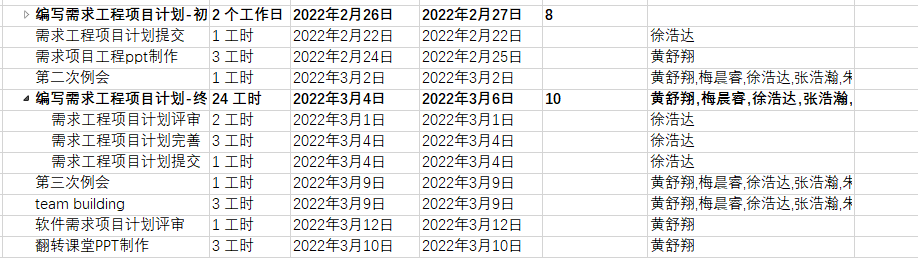 编写需求工程项目计划-初 2 个工作日 2022年2月26日 2022年2月27日 8
需求工程项目计划提交 1 工时 2022年2月22日 2022年2月22日 徐浩达
需求项目工程ppt制作 3 工时 2022年2月24日 2022年2月25日 黄舒翔
第二次例会 1 工时 2022年3月2日 2022年3月2日 黄舒翔,梅晨睿,徐浩达,张浩瀚,
编写需求工程项目计划-终 24 工时 2022年3月4日 2022年3月6日 10 黄舒翔,梅晨睿,徐浩达,张浩瀚,
需求工程项目计划评审 2 工时 2022年3月1日 2022年3月1日 徐浩达
需求工程项目计划完善 3 工时 2022年3月4日 2022年3月4日 徐浩达
需求工程项目计划提交 1 工时 2022年3月4日 2022年3月4日 徐浩达
第三次例会 1 工时 2022年3月9日 2022年3月9日 黄舒翔,梅晨睿,徐浩达,张浩瀚,
team building 3 工时 2022年3月9日 2022年3月9日 黄舒翔,梅晨睿,徐浩达,张浩瀚,
软件需求项目计划评审 1 工时 2022年3月12日 2022年3月12日 黄舒翔
翻转课堂PPT制作 3 工时 2022年3月10日 2022年3月10日 黄舒翔